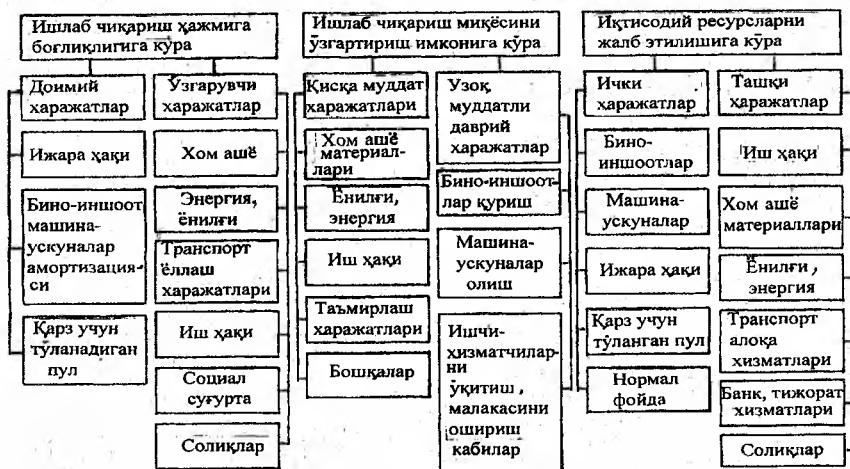 Ишлаб чиқариш ҳажмига
боғлиқлигига кўра
Доимий
харажатлар
Ижара ҳақи
Бино-иншоот
машина-
ускуналар
амортизация-
си
Қарз учун
тўланадиган
пул
Ўзгарувчи
харажатлар
Хом ашё
Энергия,
ёнилғи
Транспорт
ёллаш
харажатлари
Иш ҳақи
Социал
суғурта
Солиқлар
Ишлаб чиқариш миқёсини
ўзгартириш имконига кўра
Қисқа муддат
харажатлари
Хом ашё
материал-
лари
Ёнилғи,
энергия
Иш ҳақи
Таъмирлаш
харажатлари
Бошқалар
Узоқ
муддатли
даврий
харажатлар
Бино-иншоот-
лар қуриш
Машина-
ускуналар
олиш
Ишчи-
хизматчилар-
ни
ўқитиш,
малакасини
ошириш
кабилар
Иқтисодий ресурсларни
жалб этилишига кўра
Ички
ҳаражатлар
Бино-
иншоотлар
Машина-
ускуналар
Ижара ҳақи
Қарз учун
тўланган пул
Нормал
фойда
Ташқи
ҳаражатлар
Иш ҳақи
Хом ашё
материаллари
Ёнилғи,
энергия
Транспорт
алоқа
хизматлари
Банк, тижорат
хизматлари
Солиқлар